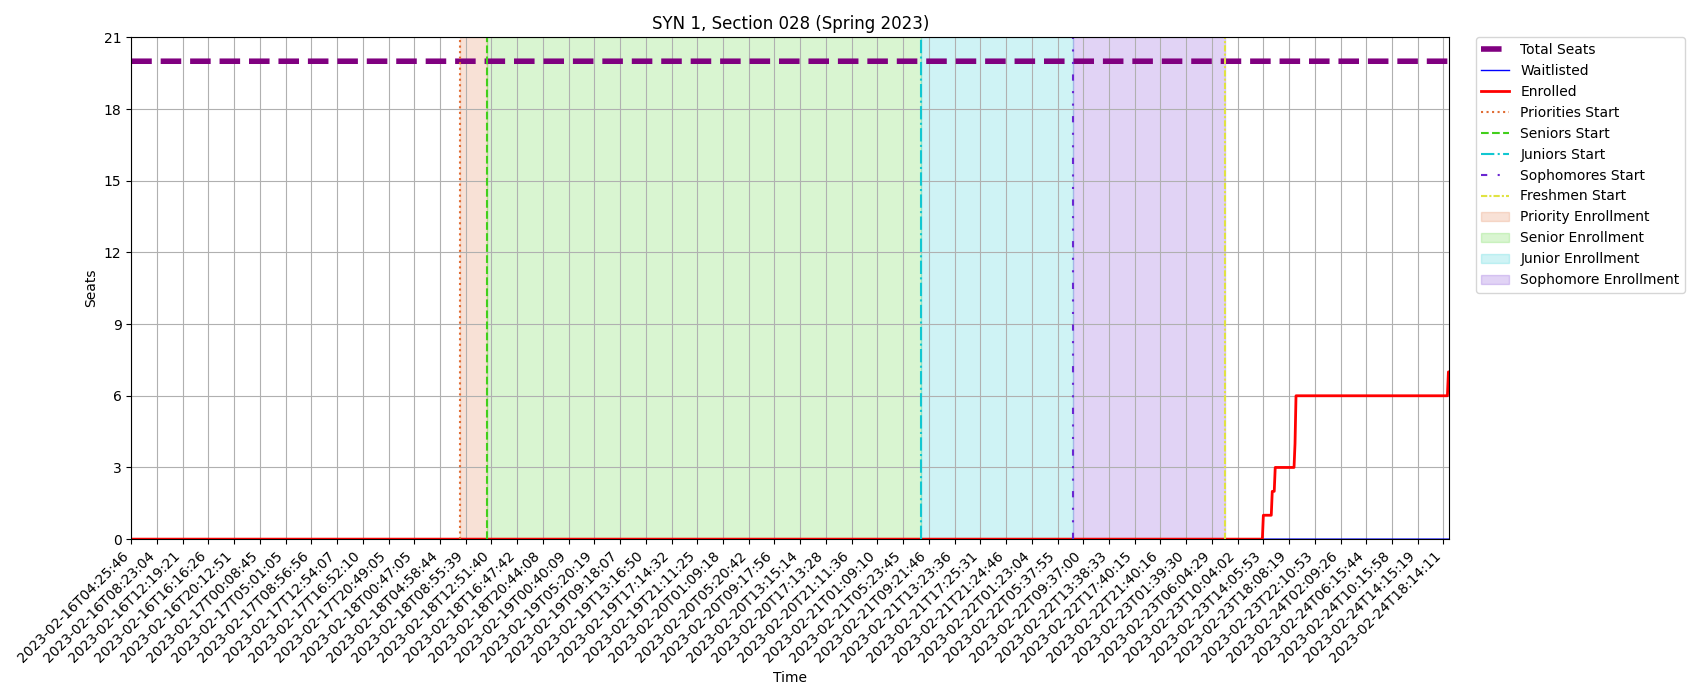 SYN 1, Section 028 (Spring 2023)
21
18
15
12
9
6
3
0
Seats
2023-02-16T04:25:46
2023-02-16T08:23:04
2023-02-16T12:19:21
2023-02-16T16:16:26
2023-02-16T20:12:51
2023-02-17T00:08:45
2023-02-17T05:01:05
2023-02-17T08:56:56
2023-02-17T12:54:07
2023-02-17T16:52:10
2023-02-17T20:49:05
2023-02-18T00:47:05
2023-02-18T04:58:44
2023-02-18T08:55:39
2023-02-18T12:51:40
2023-02-18T16:47:42
2023-02-18T20:44:08
2023-02-19T00:40:09
2023-02-19T05:20:19
2023-02-19T09:18:07
2023-02-19T13:16:50
2023-02-19T17:14:32
2023-02-19T21:11:25
2023-02-20T01:09:18
2023-02-20T05:20:42
2023-02-20T09:17:56
2023-02-20T13:15:14
2023-02-20T17:13:28
2023-02-20T21:11:36
2023-02-21T01:09:10
2023-02-21T05:23:45
2023-02-21T09:21:46
2023-02-21T13:23:36
2023-02-21T17:25:31
2023-02-21T21:24:46
2023-02-22T01:23:04
2023-02-22T05:37:55
2023-02-22T09:37:00
2023-02-22T13:38:33
2023-02-22T17:40:15
2023-02-22T21:40:16
2023-02-23T01:39:30
2023-02-23T06:04:29
2023-02-23T10:04:02
2023-02-23T14:05:53
2023-02-23T18:08:19
2023-02-23T22:10:53
2023-02-24T02:09:26
2023-02-24T06:15:44
2023-02-24T10:15:58
2023-02-24T14:15:19
2023-02-24T18:14:11
Time
Total Seats
Waitlisted
Enrolled
Priorities Start
Seniors Start
Juniors Start
Sophomores Start
Freshmen Start
Priority Enrollment
Senior Enrollment
Junior Enrollment
Sophomore Enrollment